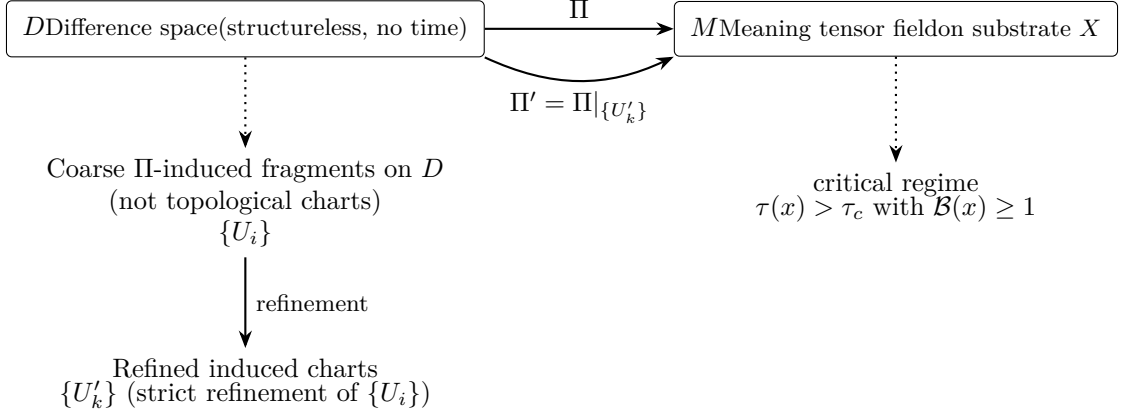 DDifference space(structureless, no time)
Π
MMeaning tensor fieldon substrate X
Π′ = Π|{U′k}
Coarse Π-induced fragments on D
(not topological charts)
{Ui}
critical regime
τ(x) > τc with ℬ(x) ≥ 1
refinement
Refined induced charts
{U′k} (strict refinement of {Ui})